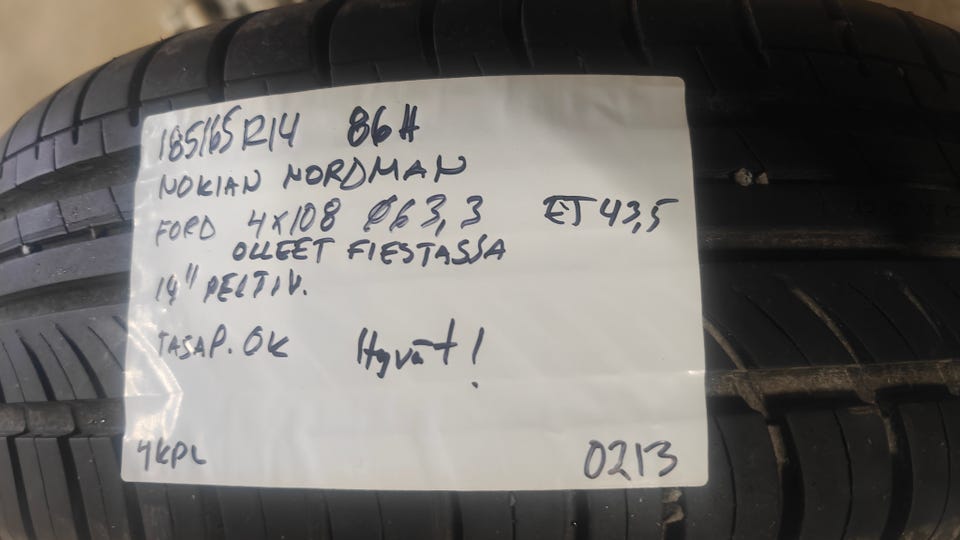 185/65R14 86H
NOKIAN NORDMAN
FORD 4x108 Ø63,3 ET 43,5
OLLEET FIESTASSA
14" PELTIV.
TASAP. OK Hyvät!
4KPL 0213